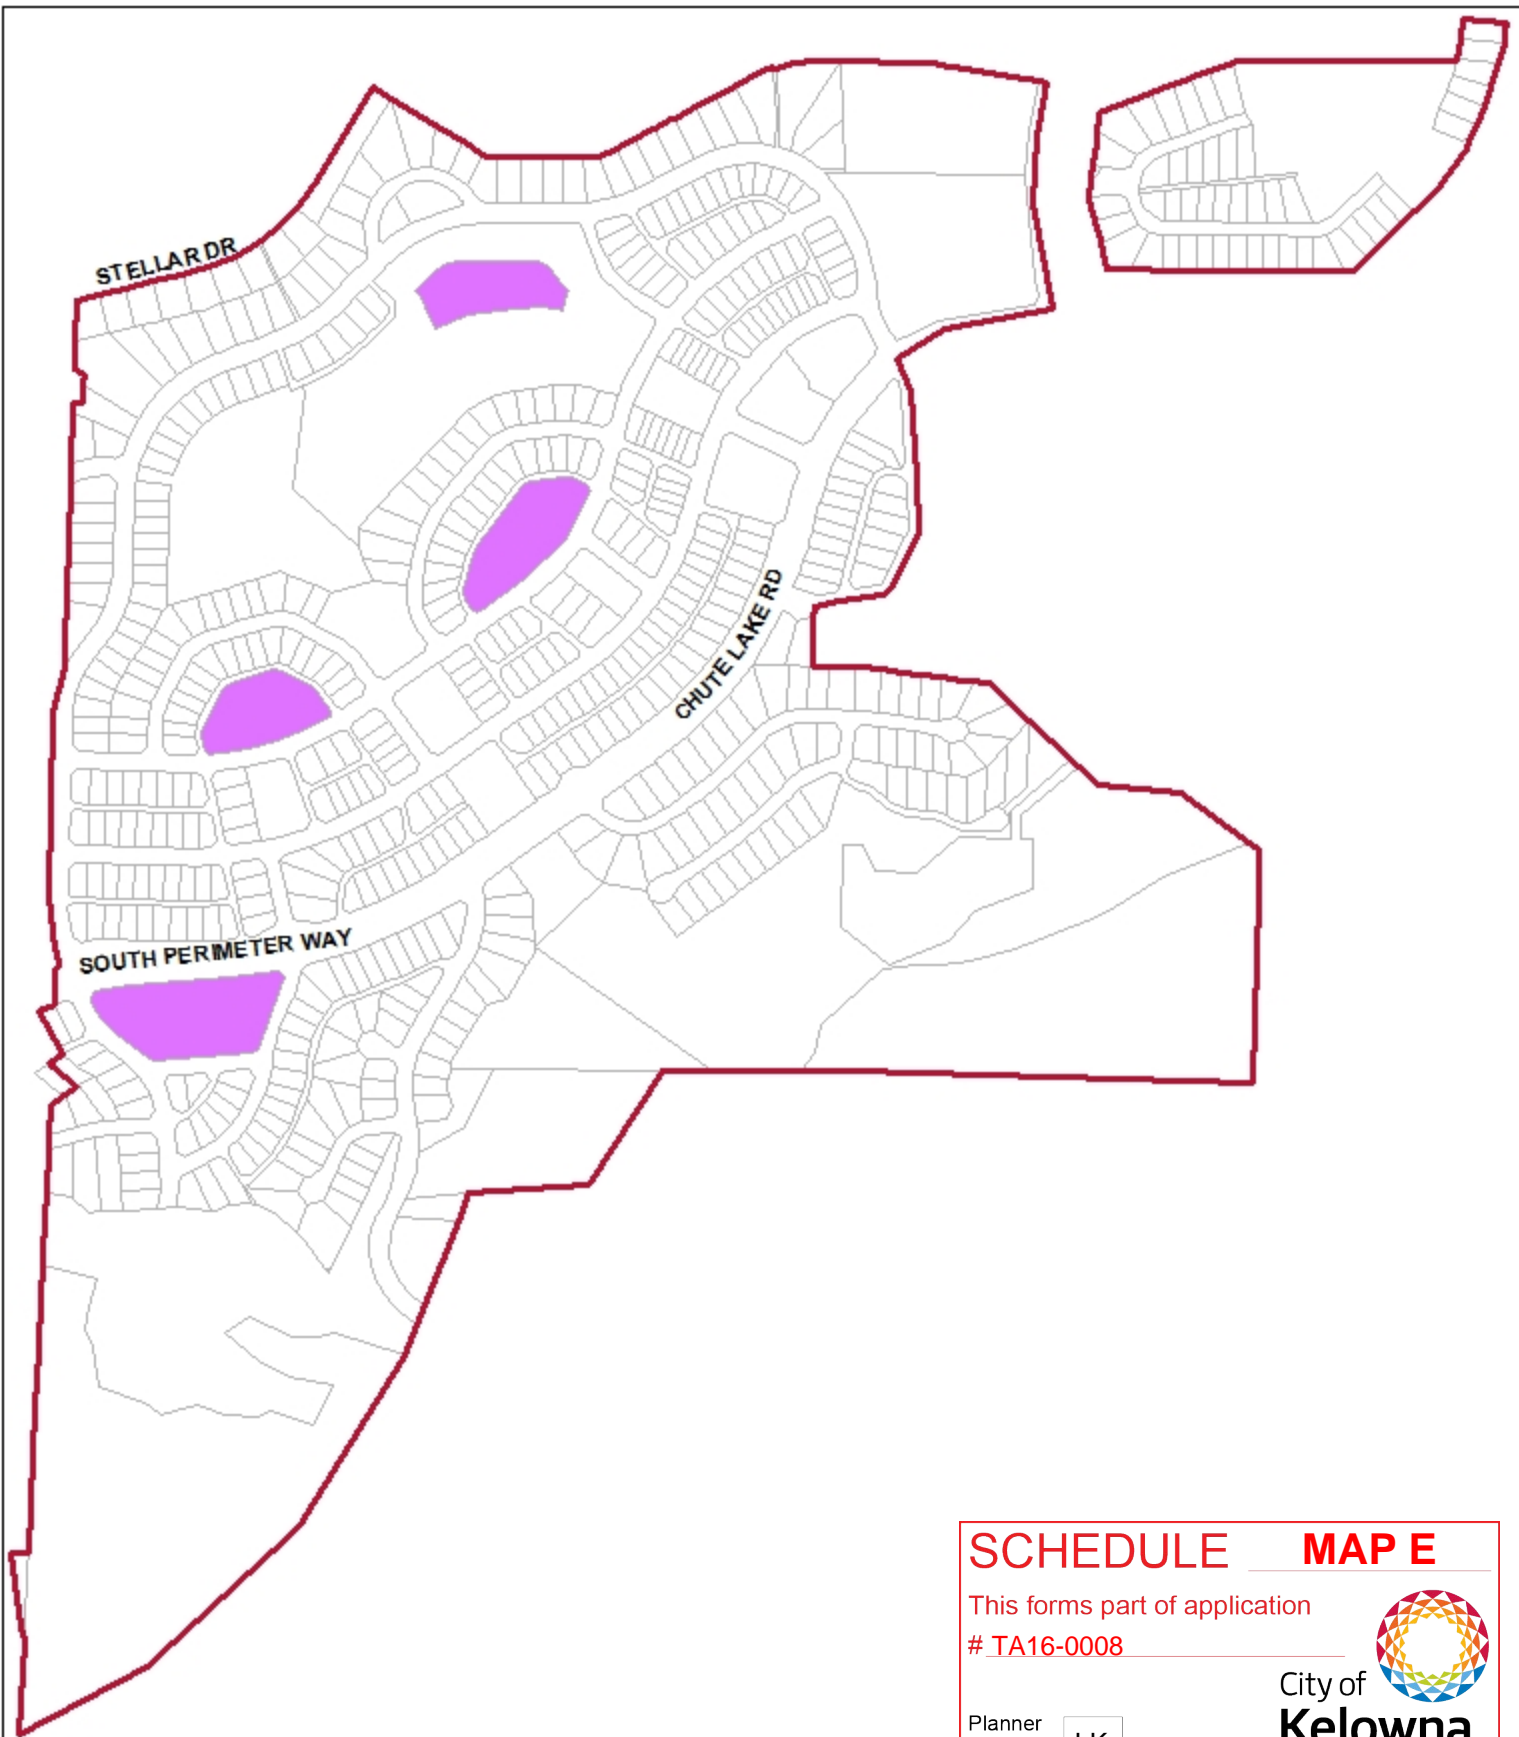 STELLAR DR
CHUTE LAKE RD
SOUTH PERIMETER WAY
SCHEDULE MAP E
This forms part of application
# TA16-0008
City of
Kelowna
Planner